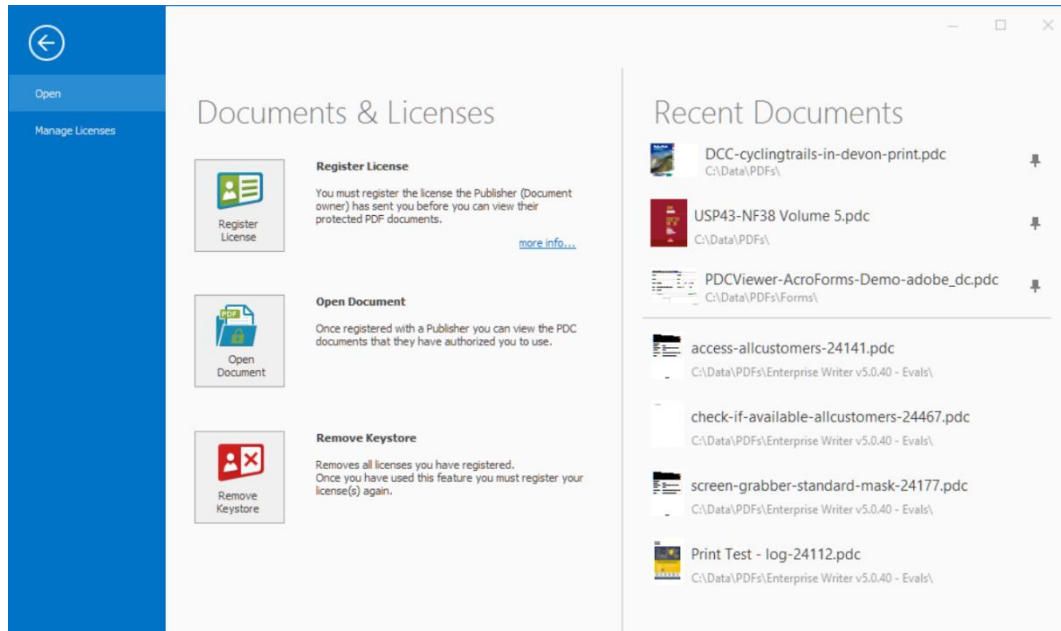 Open
Manage Licenses
Documents & Licenses
Register
License
Register License
You must register the license the Publisher (Document
owner) has sent you before you can view their
protected PDF documents.
more info...
PDF
Open
Document
Open Document
Once registered with a Publisher you can view the PDC
documents that they have authorized you to use.
Remove
Keystore
Remove Keystore
Removes all licenses you have registered.
Once you have used this feature you must register your
license(s) again.
Recent Documents
DCC-cyclingtrails-in-devon-print.pdc
C:\Data\PDFs\
USP43-NF38 Volume 5.pdc
C:\Data\PDFs\
PDCViewer-AcroForms-Demo-adobe_dc.pdc
C:\Data\PDFs\Forms\
access-allcustomers-24141.pdc
C:\Data\PDFs\Enterprise Writer v5.0.40 - Evals\
check-if-available-allcustomers-24467.pdc
C:\Data\PDFs\Enterprise Writer v5.0.40 - Evals\
screen-grabber-standard-mask-24177.pdc
C:\Data\PDFs\Enterprise Writer v5.0.40 - Evals\
Print Test - log-24112.pdc
C:\Data\PDFs\Enterprise Writer v5.0.40 - Evals\